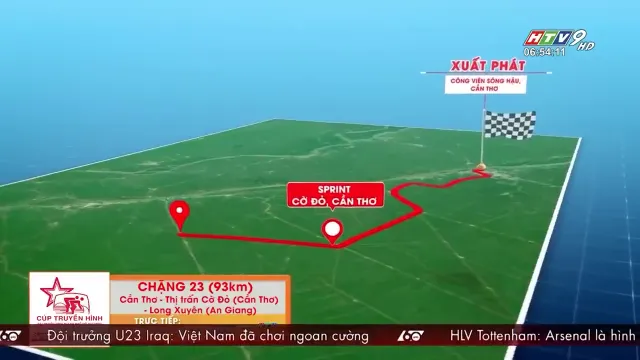 HTV9 HD
06:54:11
XUẤT PHÁT
CÔNG VIÊN SÔNG HẬU,
CẦN THƠ
SPRINT
CỜ ĐỎ, CẦN THƠ
CHẶNG 23 (93km)
Cần Thơ - Thị trấn Cờ Đỏ (Cần Thơ)
- Long Xuyên (An Giang)
TRỰC TIẾP:
CÚP TRUYỀN HÌNH
Đội trưởng U23 Iraq: Việt Nam đã chơi ngoan cường
60
HLV Tottenham: Arsenal là hình